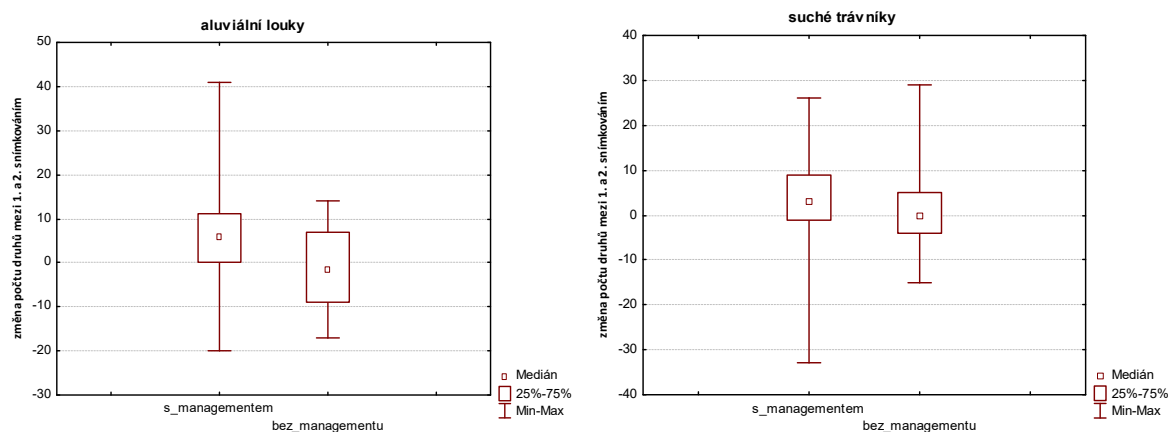 aluviální louky
změna počtu druhů mezi 1. a 2. snímkováním
50
40
30
20
10
0
-10
-20
-30
s_managementem
bez_managementu
Medián
25%-75%
Min-Max
suché trávníky
změna počtu druhů mezi 1. a 2. snímkováním
40
30
20
10
0
-10
-20
-30
-40
s_managementem
bez_managementu
Medián
25%-75%
Min-Max